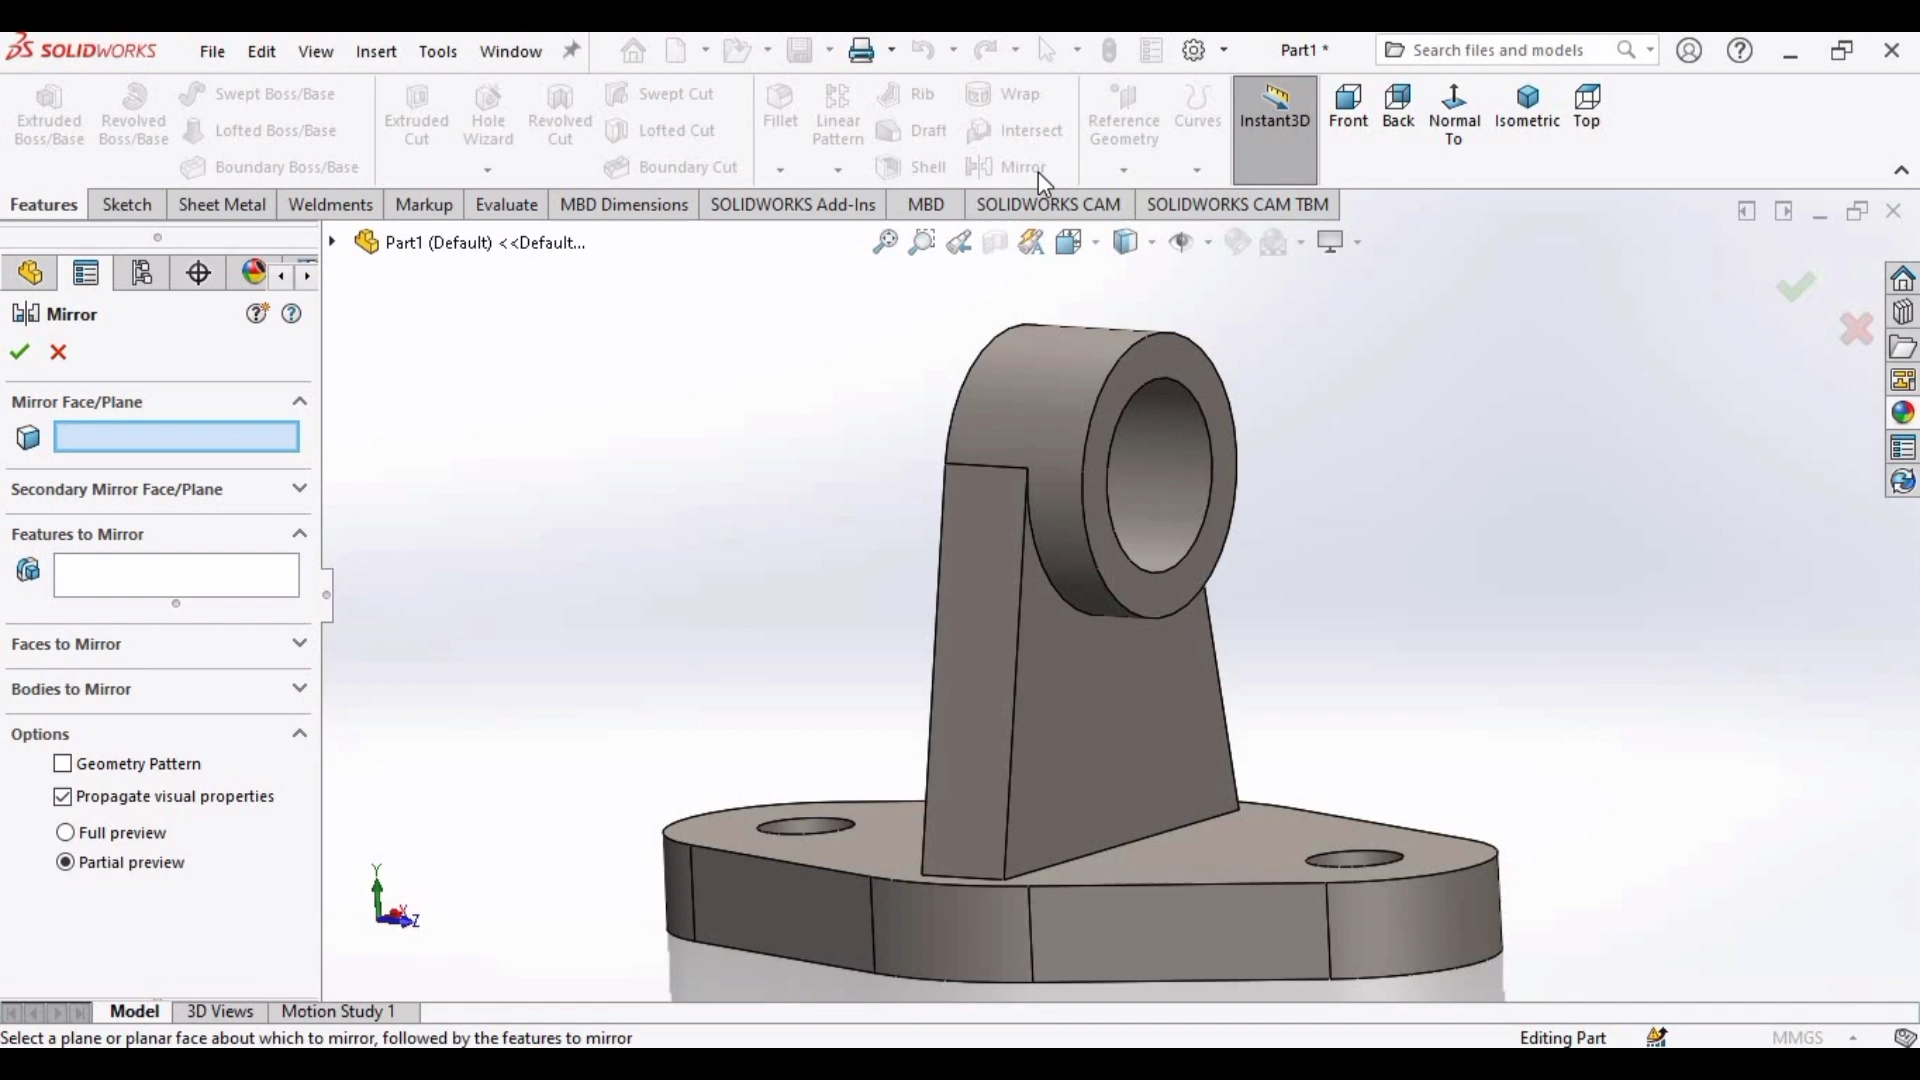 SOLIDWORKS File Edit View Insert Tools Window Part1 * Search files and models
Extruded Boss/Base Revolved Boss/Base Swept Boss/Base Lofted Boss/Base Boundary Boss/Base Extruded Cut Hole Wizard Revolved Cut Swept Cut Lofted Cut Boundary Cut Fillet Linear Pattern Rib Draft Shell Wrap Intersect Mirror Reference Geometry Curves Instant3D Front Back Normal To Isometric Top
Features Sketch Sheet Metal Weldments Markup Evaluate MBD Dimensions SOLIDWORKS Add-Ins MBD SOLIDWORKS CAM SOLIDWORKS CAM TBM
Part1 (Default) <<Default...
Mirror
Mirror Face/Plane
Secondary Mirror Face/Plane
Features to Mirror
Faces to Mirror
Bodies to Mirror
Options
Geometry Pattern
Propagate visual properties
Full preview
Partial preview
Y
X
Z
Model 3D Views Motion Study 1
Select a plane or planar face about which to mirror, followed by the features to mirror Editing Part MMGS